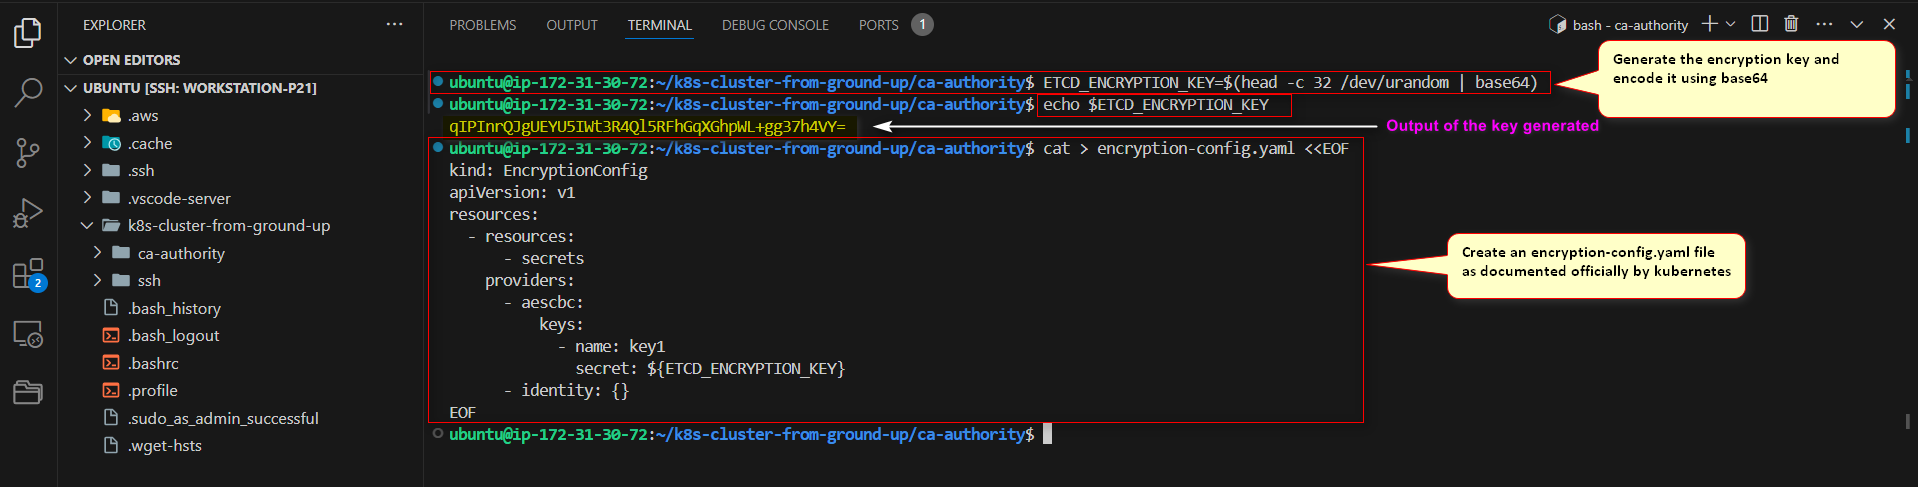 EXPLORER
OPEN EDITORS
UBUNTU [SSH: WORKSTATION-P21]
.aws
.cache
.ssh
.vscode-server
k8s-cluster-from-ground-up
ca-authority
ssh
.bash_history
.bash_logout
.bashrc
.profile
.sudo_as_admin_successful
.wget-hsts
2
PROBLEMS OUTPUT TERMINAL DEBUG CONSOLE PORTS 1
bash - ca-authority
ubuntu@ip-172-31-30-72:~/k8s-cluster-from-ground-up/ca-authority$ ETCD_ENCRYPTION_KEY=$(head -c 32 /dev/urandom | base64)
ubuntu@ip-172-31-30-72:~/k8s-cluster-from-ground-up/ca-authority$ echo $ETCD_ENCRYPTION_KEY
qIPInrQJgUEYU5IWt3R4Ql5RFhGqXGhpWL+gg37h4VY=
ubuntu@ip-172-31-30-72:~/k8s-cluster-from-ground-up/ca-authority$ cat > encryption-config.yaml <<EOF
kind: EncryptionConfig
apiVersion: v1
resources:
- resources:
- secrets
providers:
- aescbc:
keys:
- name: key1
secret: ${ETCD_ENCRYPTION_KEY}
- identity: {}
EOF
ubuntu@ip-172-31-30-72:~/k8s-cluster-from-ground-up/ca-authority$
Generate the encryption key and
encode it using base64
Output of the key generated
Create an encryption-config.yaml file
as documented officially by kubernetes